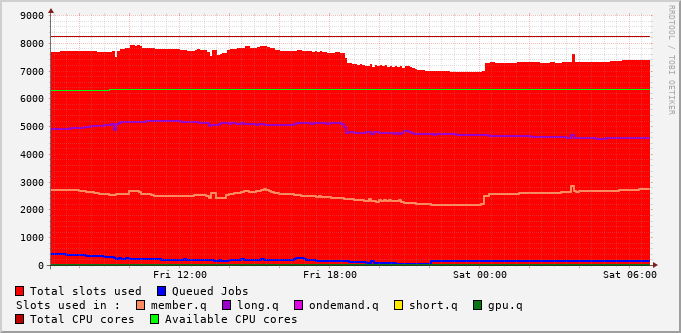 9000
8000
7000
6000
5000
4000
3000
2000
1000
0
Fri 12:00 Fri 18:00 Sat 00:00 Sat 06:00
RRDTOOL / TOBI OETIKER
Total slots used Queued Jobs
Slots used in : member.q long.q ondemand.q short.q gpu.q
Total CPU cores Available CPU cores